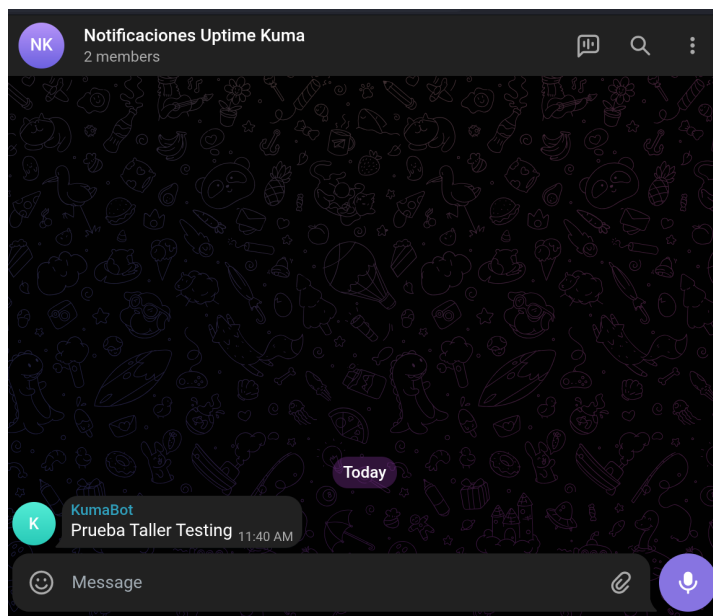 NK
Notificaciones Uptime Kuma
2 members
Today
K
KumaBot
Prueba Taller Testing 11:40 AM
Message